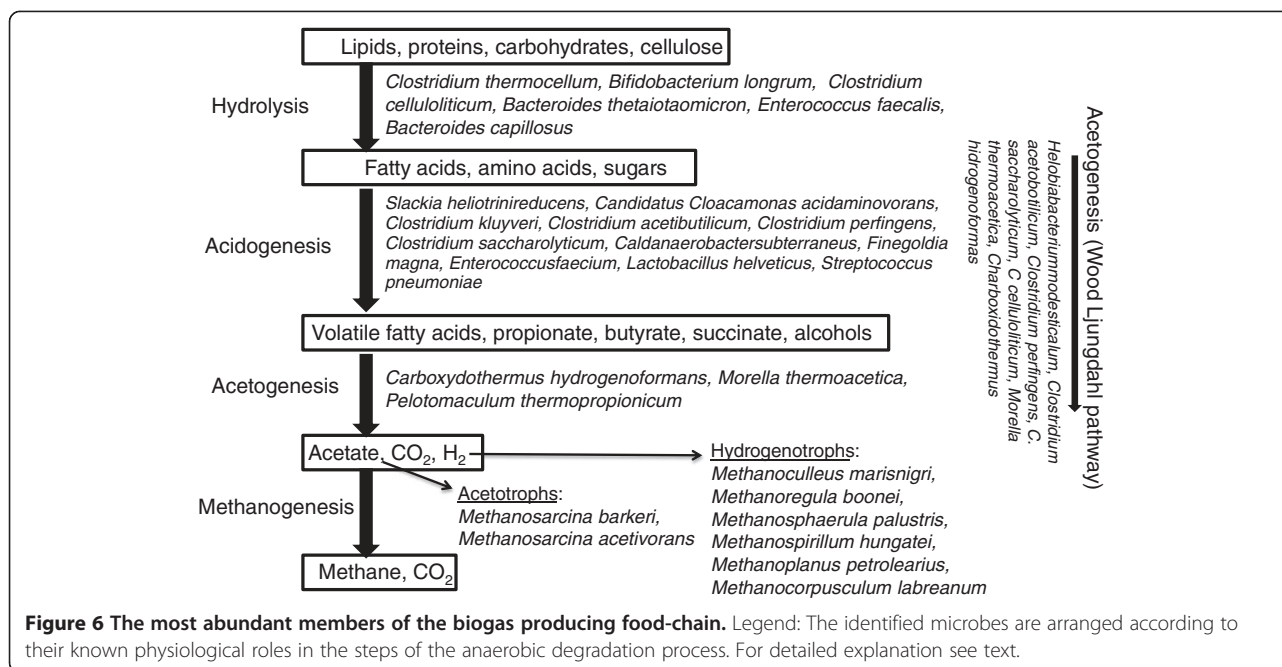 Lipids, proteins, carbohydrates, cellulose
Hydrolysis
Clostridium thermocellum, Bifidobacterium longrum, Clostridium
celluloliticum, Bacteroides thetaiotaomicron, Enterococcus faecalis,
Bacteroides capillosus
Fatty acids, amino acids, sugars
Acidogenesis
Slackia heliotrinireducens, Candidatus Cloacamonas acidaminovorans,
Clostridium kluyveri, Clostridium acetibutilicum, Clostridium perfingens,
Clostridium saccharolyticum, Caldanaerobactersubterraneus, Finegoldia
magna, Enterococcusfaecium, Lactobacillus helveticus, Streptococcus
pneumoniae
Volatile fatty acids, propionate, butyrate, succinate, alcohols
Acetogenesis
Carboxydothermus hydrogenoformans, Morella thermoacetica,
Pelotomaculum thermopropionicum
Acetate, CO₂, H₂
Methanogenesis
Acetotrophs:
Methanosarcina barkeri,
Methanosarcina acetivorans
Hydrogenotrophs:
Methanoculleus marisnigri,
Methanoregula boonei,
Methanosphaerula palustris,
Methanospirillum hungatei,
Methanoplanus petrolearius,
Methanocorpusculum labreanum
Methane, CO₂
Acetogenesis (Wood Ljungdahl pathway)
Helobiabacteriummodesticalum, Clostridium
acetobotilicum, Clostridium perfingens, C.
saccharolyticum, C celluloliticum, Morella
thermoacetica, Charboxidothermus
hidrogenoformas
Figure 6 The most abundant members of the biogas producing food-chain. Legend: The identified microbes are arranged according to
their known physiological roles in the steps of the anaerobic degradation process. For detailed explanation see text.